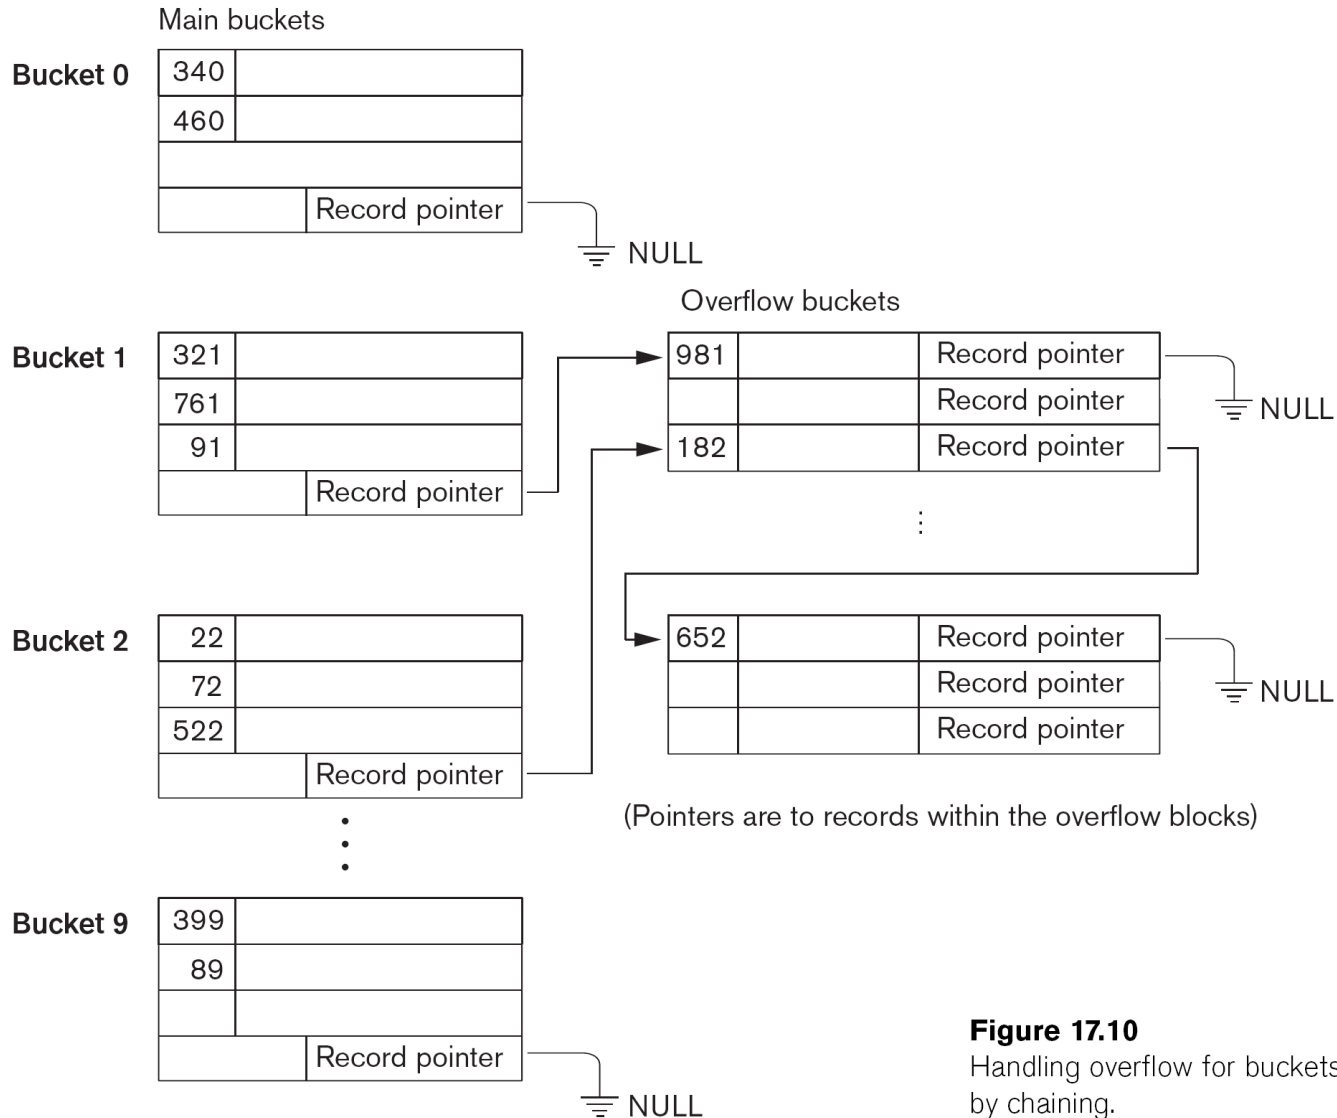 Main buckets
Bucket 0
340
460
Record pointer
NULL
Overflow buckets
Bucket 1
321
761
91
Record pointer
981 Record pointer
Record pointer
182 Record pointer
NULL
Bucket 2
22
72
522
Record pointer
652 Record pointer
Record pointer
Record pointer
NULL
(Pointers are to records within the overflow blocks)
Bucket 9
399
89
Record pointer
NULL
Figure 17.10
Handling overflow for buckets
by chaining.